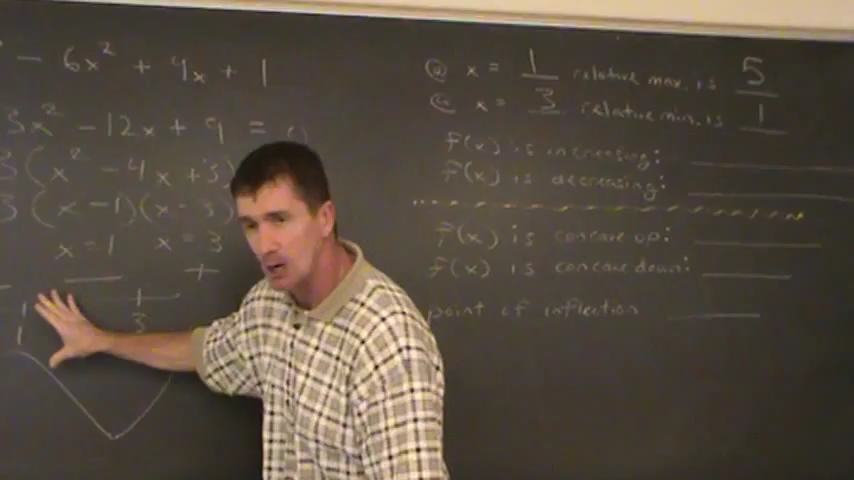 - 6x² + 9x + 1
3x² - 12x + 9 = 0
3(x² - 4x + 3)
3(x - 1)(x - 3)
x = 1 x = 3
- +
1 3
@ x = 1 relative max. is 5
@ x = 3 relative min. is 1
f(x) is increasing:
f(x) is decreasing:
f(x) is concave up:
f(x) is concave down:
point of inflection